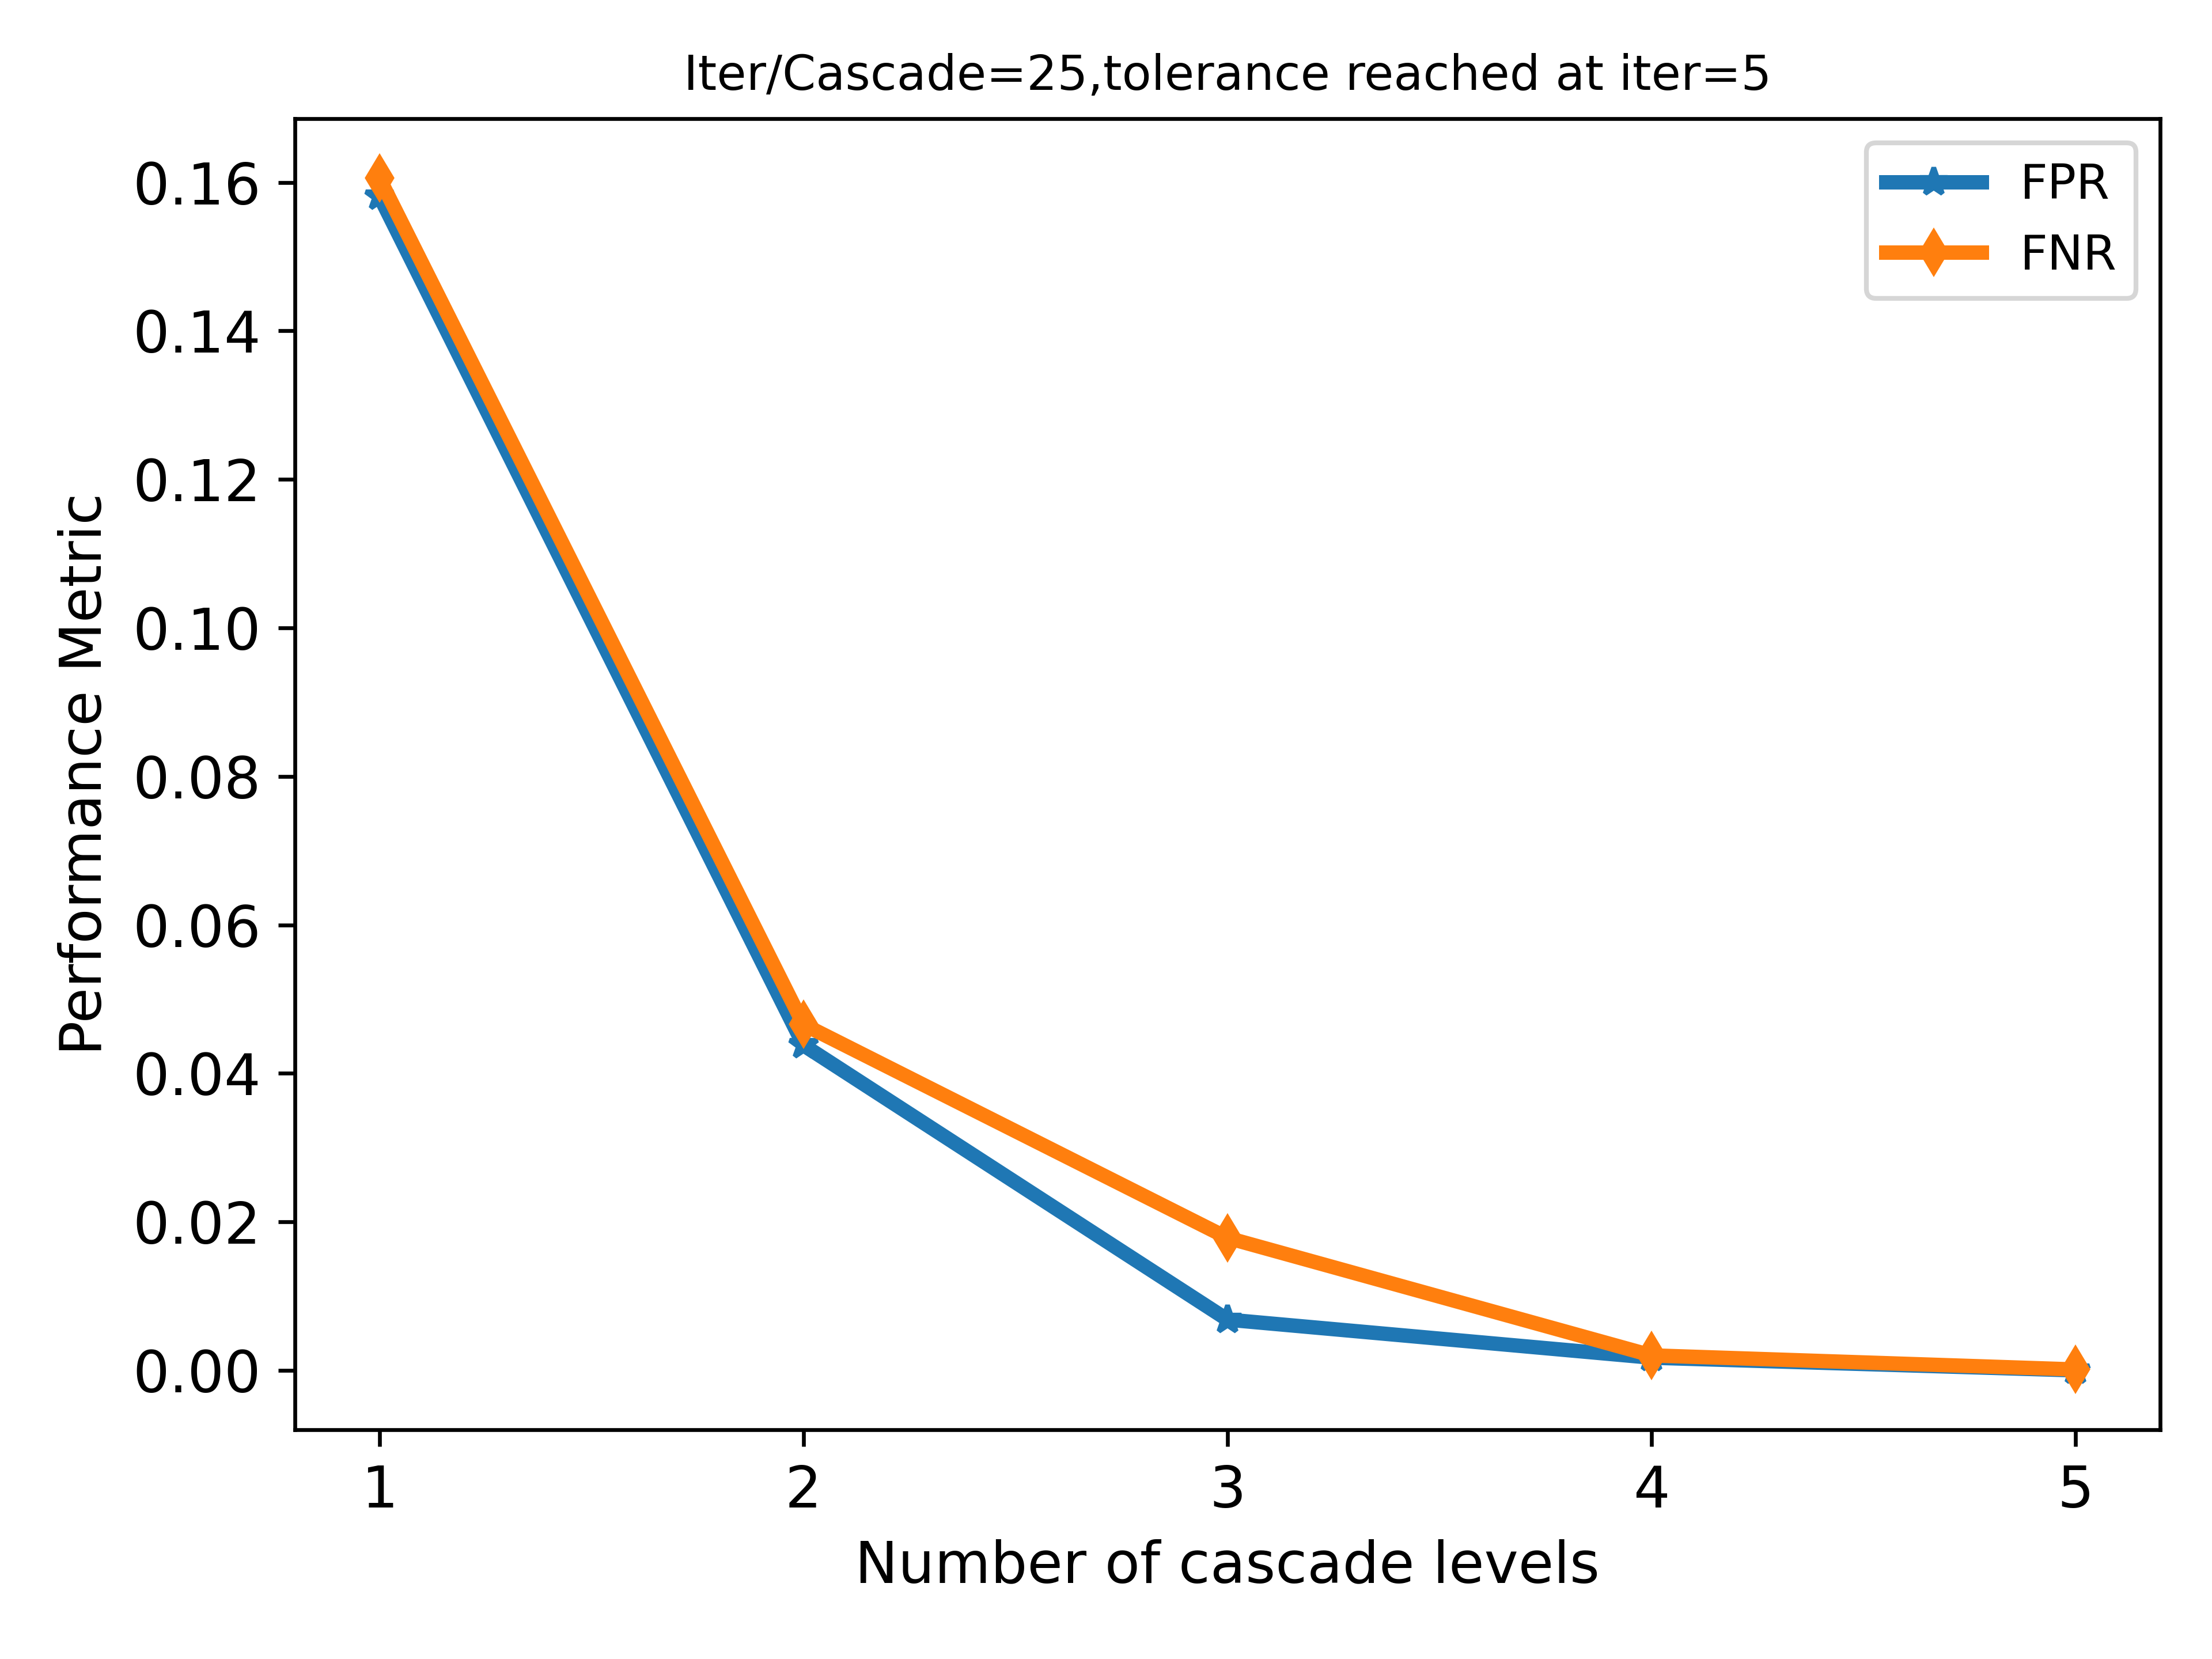 Iter/Cascade=25,tolerance reached at iter=5
FPR
FNR
0.16
0.14
0.12
0.10
0.08
0.06
0.04
0.02
0.00
Performance Metric
1 2 3 4 5
Number of cascade levels